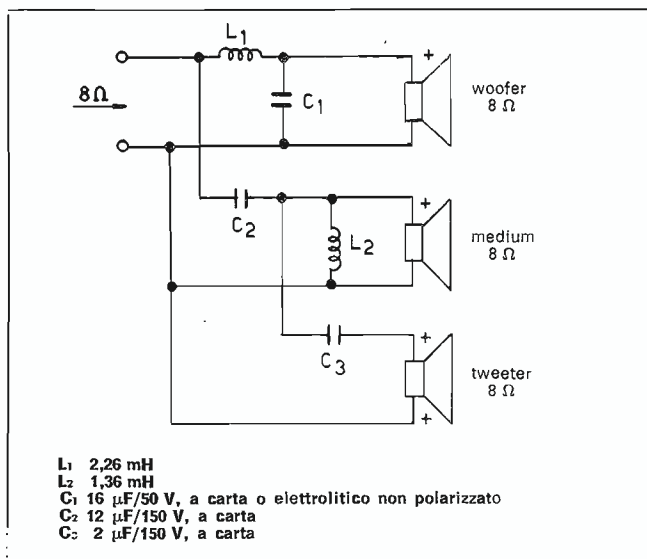 L1
+
8Ω
C1
woofer
8 Ω
+
C2
L2
medium
8 Ω
+
C3
tweeter
8 Ω
+
L1 2,26 mH
L2 1,36 mH
C1 16 µF/50 V, a carta o elettrolitico non polarizzato
C2 12 µF/150 V, a carta
C3 2 µF/150 V, a carta